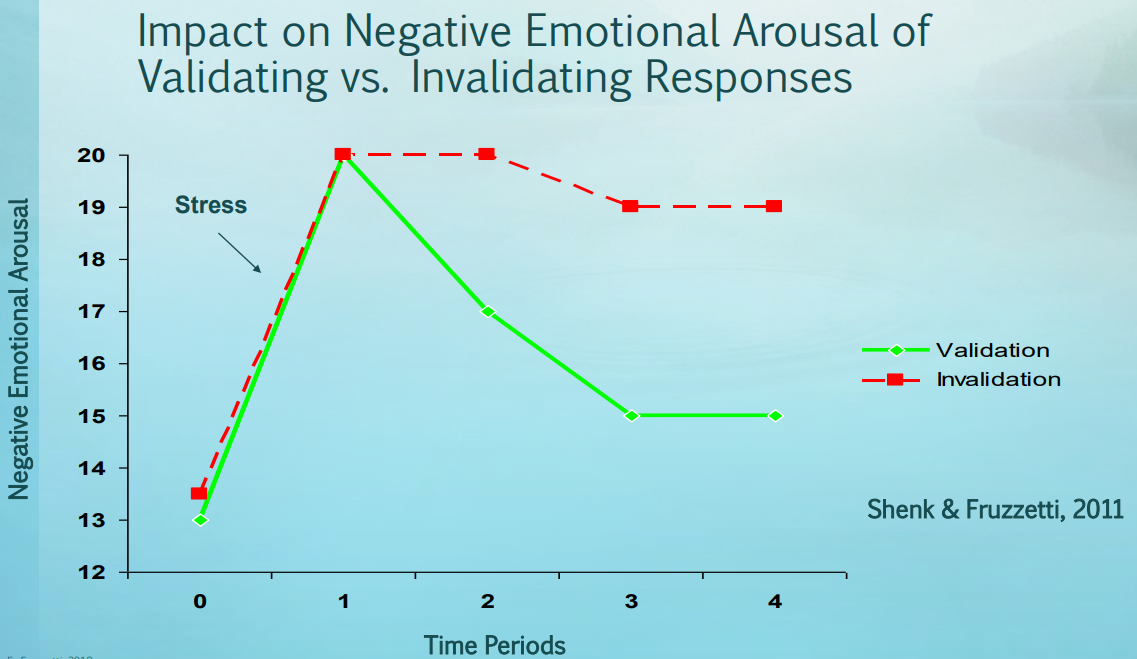 Impact on Negative Emotional Arousal of
Validating vs. Invalidating Responses
Negative Emotional Arousal
20
19
18
17
16
15
14
13
12
Stress
Validation
Invalidation
Shenk & Fruzzetti, 2011
0 1 2 3 4
Time Periods